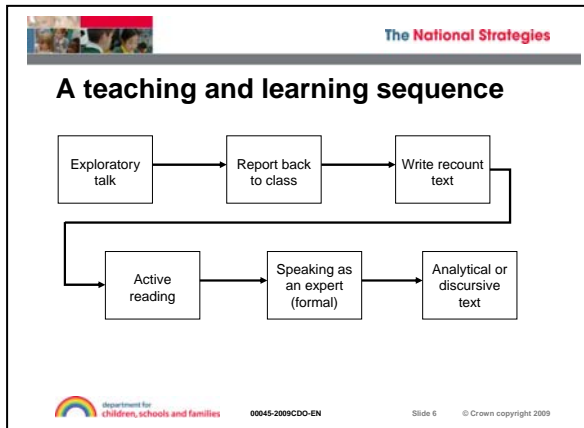 The National Strategies
A teaching and learning sequence
Exploratory
talk
Report back
to class
Write recount
text
Active
reading
Speaking as
an expert
(formal)
Analytical or
discursive
text
department for
children, schools and families
00045-2009CDO-EN
Slide 6
© Crown copyright 2009